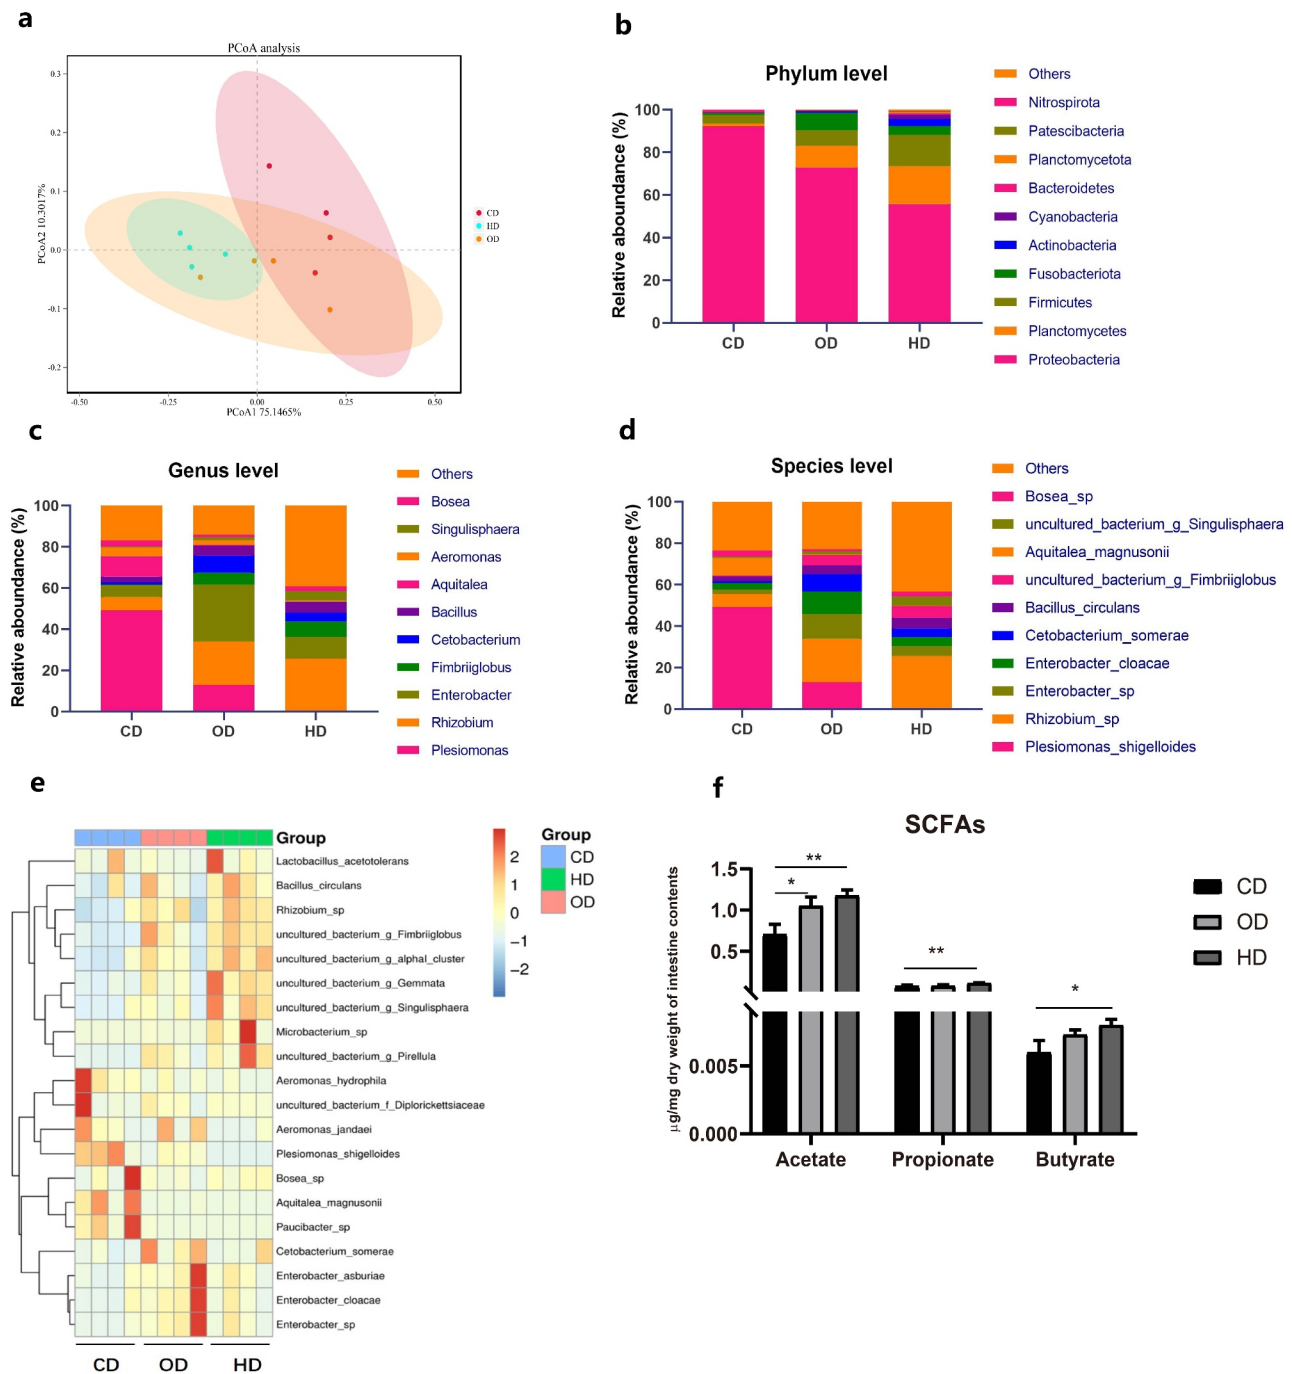 a
PCoA analysis
0.3
0.2
0.1
0.0
-0.1
-0.2
PCoA2 10.3017%
-0.50
-0.25
0.00
0.25
0.50
PCoA1 75.1465%
CD
HD
OD
b
Phylum level
Relative aboundance (%)
100
80
60
40
20
0
CD
OD
HD
Others
Nitrospirota
Patescibacteria
Planctomycetota
Bacteroidetes
Cyanobacteria
Actinobacteria
Fusobacteriota
Firmicutes
Planctomycetes
Proteobacteria
c
Genus level
Relative aboundance (%)
100
80
60
40
20
0
CD
OD
HD
Others
Bosea
Singulisphaera
Aeromonas
Aquitalea
Bacillus
Cetobacterium
Fimbriiglobus
Enterobacter
Rhizobium
Plesiomonas
d
Species level
Relative aboundance (%)
100
80
60
40
20
0
CD
OD
HD
Others
Bosea_sp
uncultured_bacterium_g_Singulisphaera
Aquitalea_magnusonii
uncultured_bacterium_g_Fimbriiglobus
Bacillus_circulans
Cetobacterium_somerae
Enterobacter_cloacae
Enterobacter_sp
Rhizobium_sp
Plesiomonas_shigelloides
e
Group
Lactobacillus_acetotolerans
Bacillus_circulans
Rhizobium_sp
uncultured_bacterium_g_Fimbriiglobus
uncultured_bacterium_g_alphal_cluster
uncultured_bacterium_g_Gemmata
uncultured_bacterium_g_Singulisphaera
Microbacterium_sp
uncultured_bacterium_g_Pirellula
Aeromonas_hydrophila
uncultured_bacterium_f_Diplorickettsiaceae
Aeromonas_jandaei
Plesiomonas_shigelloides
Bosea_sp
Aquitalea_magnusonii
Paucibacter_sp
Cetobacterium_somerae
Enterobacter_asburiae
Enterobacter_cloacae
Enterobacter_sp
CD
OD
HD
2
1
0
-1
-2
Group
CD
HD
OD
f
SCFAs
μg/mg dry weight of intestine contents
1.5
1.0
0.5
0.005
0.000
**
*
**
*
Acetate
Propionate
Butyrate
CD
OD
HD